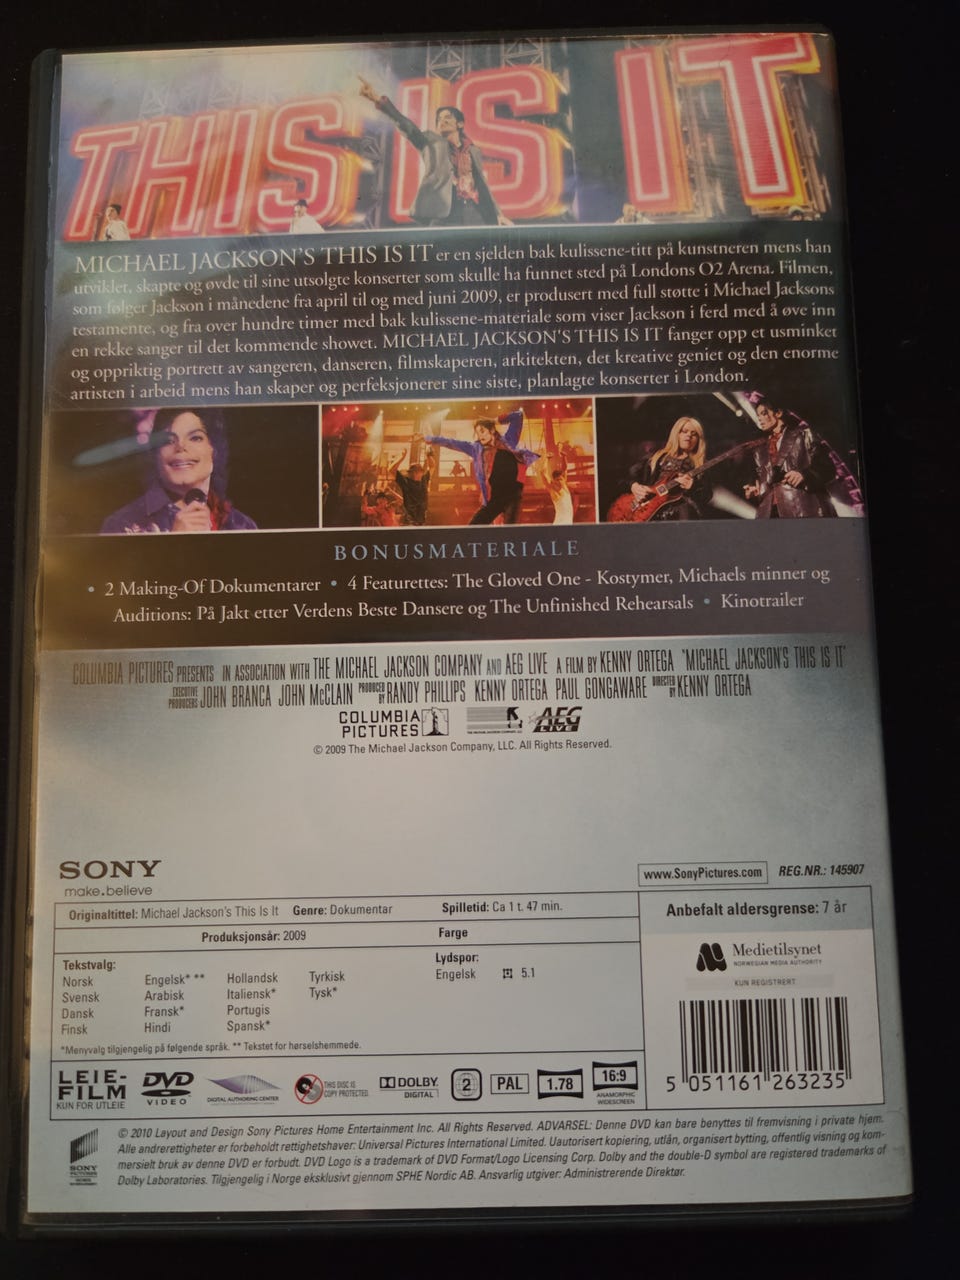 THIS IS IT
MICHAEL JACKSON'S THIS IS IT er en sjelden bak kulissene-titt på kunstneren mens han
utviklet, skapte og øvde til sine utsolgte konserter som skulle ha funnet sted på Londons O2 Arena. Filmen,
som følger Jackson i månedene fra april til og med juni 2009, er produsert med full støtte i Michael Jacksons
testamente, og fra over hundre timer med bak kulissene-materiale som viser Jackson i ferd med å øve inn
en rekke sanger til det kommende showet. MICHAEL JACKSON'S THIS IS IT fanger opp et usminket
og oppriktig portrett av sangeren, danseren, filmskaperen, arkitekten, det kreative geniet og den enorme
artisten i arbeid mens han skaper og perfeksjonerer sine siste, planlagte konserter i London.
BONUSMATERIALE
• 2 Making-Of Dokumentarer • 4 Featurettes: The Gloved One - Kostymer, Michaels minner og
Auditions: På Jakt etter Verdens Beste Dansere og The Unfinished Rehearsals • Kinotrailer
COLUMBIA PICTURES PRESENTS IN ASSOCIATION WITH THE MICHAEL JACKSON COMPANY AND AEG LIVE A FILM BY KENNY ORTEGA "MICHAEL JACKSON'S THIS IS IT"
EXECUTIVE PRODUCERS JOHN BRANCA JOHN McCLAIN PRODUCED BY RANDY PHILLIPS KENNY ORTEGA PAUL GONGAWARE DIRECTED BY KENNY ORTEGA
COLUMBIA PICTURES AEG LIVE
© 2009 The Michael Jackson Company, LLC. All Rights Reserved.
SONY
make.believe
www.SonyPictures.com REG.NR.: 145907
Originaltittel: Michael Jackson's This Is It Genre: Dokumentar Spilletid: Ca 1 t. 47 min.
Produksjonsår: 2009 Farge
Anbefalt aldersgrense: 7 år
Medietilsynet
NORWEGIAN MEDIA AUTHORITY
KUN REGISTRERT
Tekstvalg:
Norsk Engelsk* ** Hollandsk Tyrkisk
Svensk Arabisk Italiensk* Tysk*
Dansk Fransk* Portugis
Finsk Hindi Spansk*
Lydspor:
Engelsk 5.1
*Menyvalg tilgjengelig på følgende språk. ** Tekstet for hørselshemmede.
5 051161 263235
LEIE-
FILM
KUN FOR UTLEIE
DVD VIDEO
DIGITAL AUTHORING CENTER
THIS DISC IS COPY PROTECTED
DOLBY DIGITAL
2
PAL
1.78
16:9
ANAMORPHIC WIDESCREEN
© 2010 Layout and Design Sony Pictures Home Entertainment Inc. All Rights Reserved. ADVARSEL: Denne DVD kan bare benyttes til fremvisning i private hjem.
Alle andrerettigheter er forbeholdt rettighetshaver: Universal Pictures International Limited. Uautorisert kopiering, utlån, organisert bytting, offentlig visning og kom-
mersielt bruk av denne DVD er forbudt. DVD Logo is a trademark of DVD Format/Logo Licensing Corp. Dolby and the double-D symbol are registered trademarks of
Dolby Laboratories. Tilgjengelig i Norge eksklusivt gjennom SPHE Nordic AB. Ansvarlig utgiver: Administrerende Direktør.
SONY
PICTURES